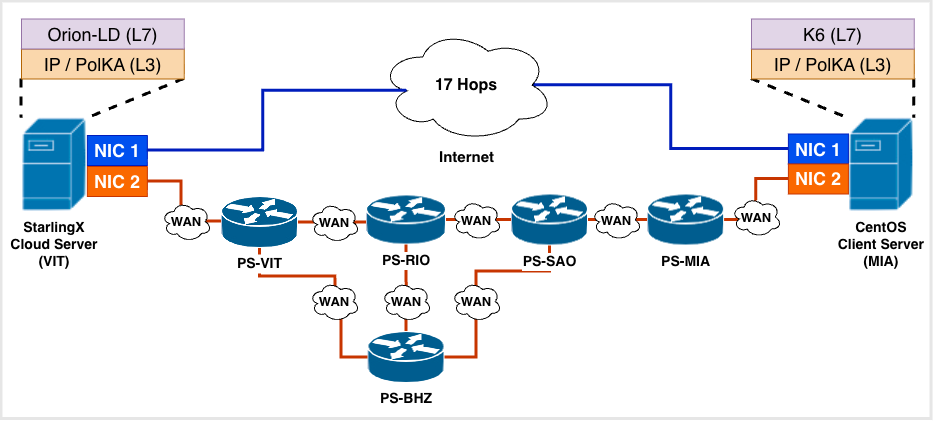 Orion-LD (L7)
IP / PolKA (L3)
K6 (L7)
IP / PolKA (L3)
17 Hops
Internet
NIC 1
NIC 2
NIC 1
NIC 2
StarlingX
Cloud Server
(VIT)
CentOS
Client Server
(MIA)
WAN
WAN
WAN
WAN
WAN
PS-VIT
PS-RIO
PS-SAO
PS-MIA
WAN
WAN
WAN
PS-BHZ